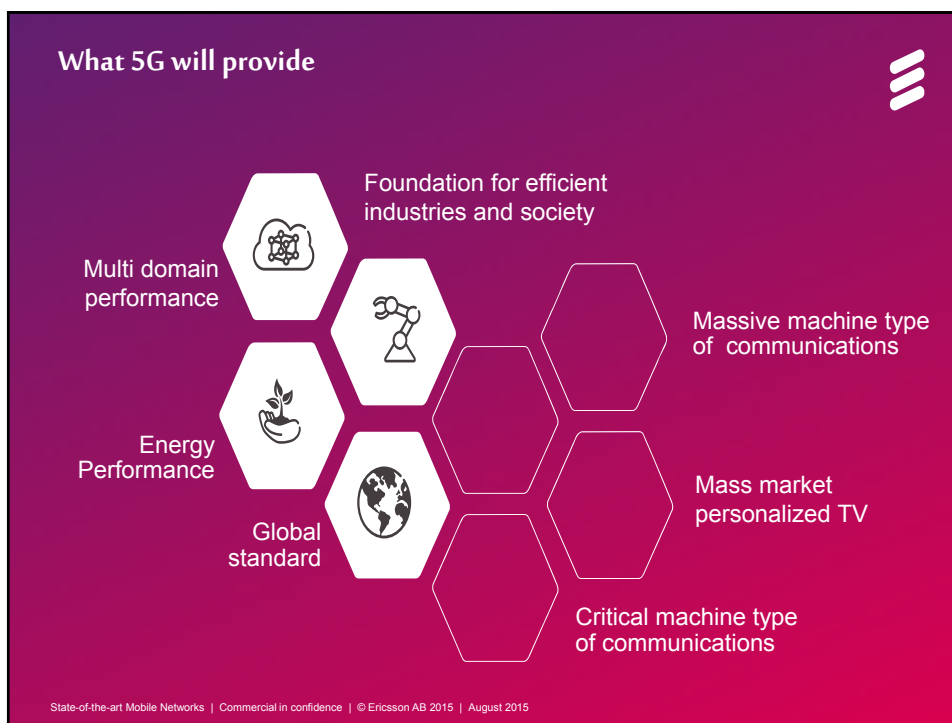 What 5G will provide
Foundation for efficient
industries and society
Multi domain
performance
Massive machine type
of communications
Energy
Performance
Mass market
personalized TV
Global
standard
Critical machine type
of communications
State-of-the-art Mobile Networks | Commercial in confidence | © Ericsson AB 2015 | August 2015